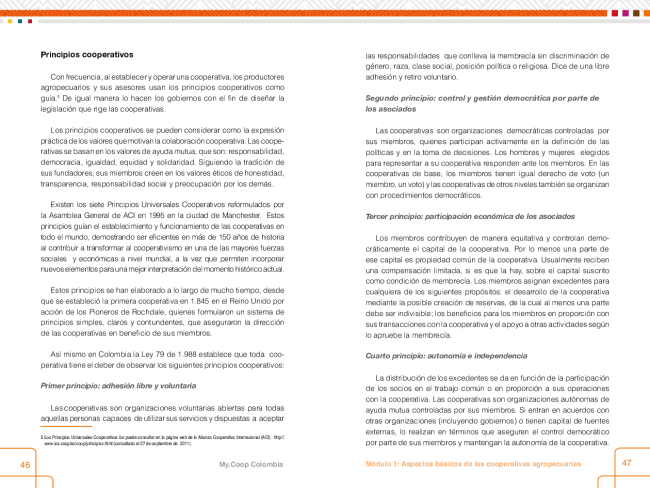 Principios cooperativos
Con frecuencia, al establecer y operar una cooperativa, los productores
agropecuarios y sus asesores usan los principios cooperativos como
guía.⁵ De igual manera lo hacen los gobiernos con el fin de diseñar la
legislación que rige las cooperativas.
Los principios cooperativos se pueden considerar como la expresión
práctica de los valores que motivan la colaboración cooperativa. Las coope-
rativas se basan en los valores de ayuda mutua, que son: responsabilidad,
democracia, igualdad, equidad y solidaridad. Siguiendo la tradición de
sus fundadores, sus miembros creen en los valores éticos de honestidad,
transparencia, responsabilidad social y preocupación por los demás.
Existen los siete Principios Universales Cooperativos reformulados por
la Asamblea General de ACI en 1995 en la ciudad de Manchester. Estos
principios guían el establecimiento y funcionamiento de las cooperativas en
todo el mundo, demostrando ser eficientes en más de 150 años de historia
al contribuir a transformar al cooperativismo en una de las mayores fuerzas
sociales y económicas a nivel mundial, a la vez que permiten incorporar
nuevos elementos para una mejor interpretación del momento histórico actual.
Estos principios se han elaborado a lo largo de mucho tiempo, desde
que se estableció la primera cooperativa en 1.845 en el Reino Unido por
acción de los Pioneros de Rochdale, quienes formularon un sistema de
principios simples, claros y contundentes, que aseguraron la dirección
de las cooperativas en beneficio de sus miembros.
Así mismo en Colombia la Ley 79 de 1.988 establece que toda coo-
perativa tiene el deber de observar los siguientes principios cooperativos:
Primer principio: adhesión libre y voluntaria
Las cooperativas son organizaciones voluntarias abiertas para todas
aquellas personas capaces de utilizar sus servicios y dispuestas a aceptar
5 Los Principios Universales Cooperativos los puede consultar en la página web de la Alianza Cooperativa Internacional (ACI): http://
www.ica.coop/es/coop/principios.html (consultado el 27 de septiembre de 2011).
46
My.Coop Colombia
las responsabilidades que conlleva la membrecía sin discriminación de
género, raza, clase social, posición política o religiosa. Dice de una libre
adhesión y retiro voluntario.
Segundo principio: control y gestión democrática por parte de
los asociados
Las cooperativas son organizaciones democráticas controladas por
sus miembros, quienes participan activamente en la definición de las
políticas y en la toma de decisiones. Los hombres y mujeres elegidos
para representar a su cooperativa responden ante los miembros. En las
cooperativas de base, los miembros tienen igual derecho de voto (un
miembro, un voto) y las cooperativas de otros niveles también se organizan
con procedimientos democráticos.
Tercer principio: participación económica de los asociados
Los miembros contribuyen de manera equitativa y controlan demo-
cráticamente el capital de la cooperativa. Por lo menos una parte de
ese capital es propiedad común de la cooperativa. Usualmente reciben
una compensación limitada, si es que la hay, sobre el capital suscrito
como condición de membrecía. Los miembros asignan excedentes para
cualquiera de los siguientes propósitos: el desarrollo de la cooperativa
mediante la posible creación de reservas, de la cual al menos una parte
debe ser indivisible; los beneficios para los miembros en proporción con
sus transacciones con la cooperativa y el apoyo a otras actividades según
lo apruebe la membrecía.
Cuarto principio: autonomía e independencia
La distribución de los excedentes se da en función de la participación
de los socios en el trabajo común o en proporción a sus operaciones
con la cooperativa. Las cooperativas son organizaciones autónomas de
ayuda mutua controladas por sus miembros. Si entran en acuerdos con
otras organizaciones (incluyendo gobiernos) o tienen capital de fuentes
externas, lo realizan en términos que aseguren el control democrático
por parte de sus miembros y mantengan la autonomía de la cooperativa.
Módulo 1: Aspectos básicos de las cooperativas agropecuarias
47